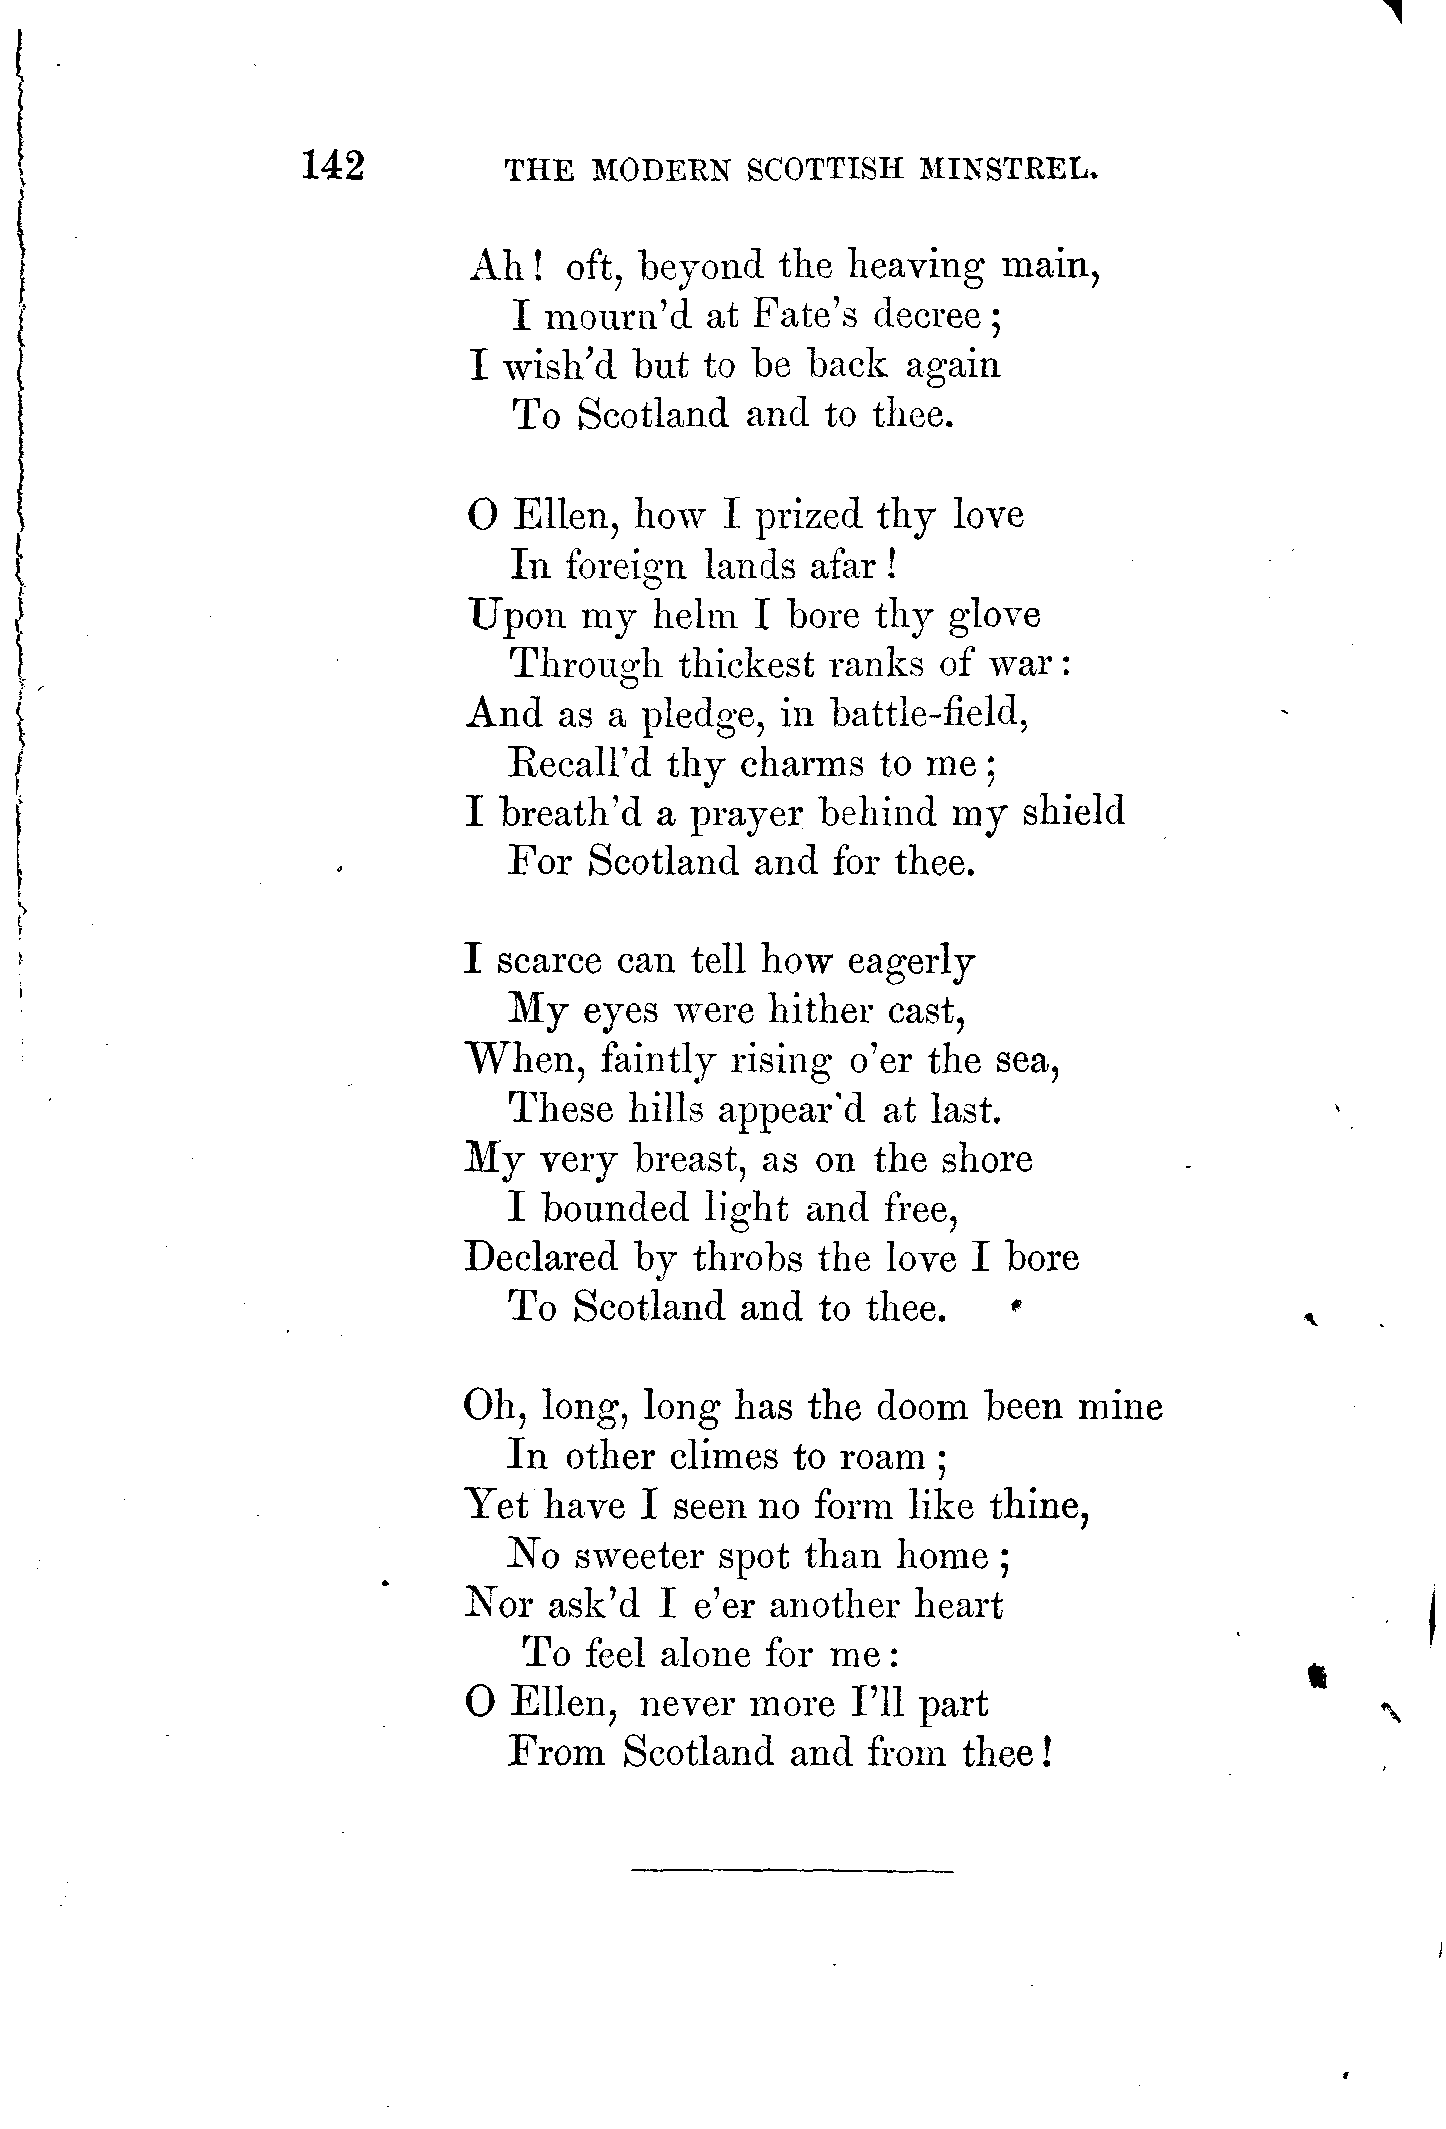 142 THE MODERN SCOTTISH MINSTREL.
Ah! oft, beyond the heaving main,
I mourn'd at Fate's decree;
I wish'd but to be back again
To Scotland and to thee.
O Ellen, how I prized thy love
In foreign lands afar!
Upon my helm I bore thy glove
Through thickest ranks of war:
And as a pledge, in battle-field,
Recall'd thy charms to me;
I breath'd a prayer behind my shield
For Scotland and for thee.
I scarce can tell how eagerly
My eyes were hither cast,
When, faintly rising o'er the sea,
These hills appear'd at last.
My very breast, as on the shore
I bounded light and free,
Declared by throbs the love I bore
To Scotland and to thee.
Oh, long, long has the doom been mine
In other climes to roam;
Yet have I seen no form like thine,
No sweeter spot than home;
Nor ask'd I e'er another heart
To feel alone for me:
O Ellen, never more I'll part
From Scotland and from thee!